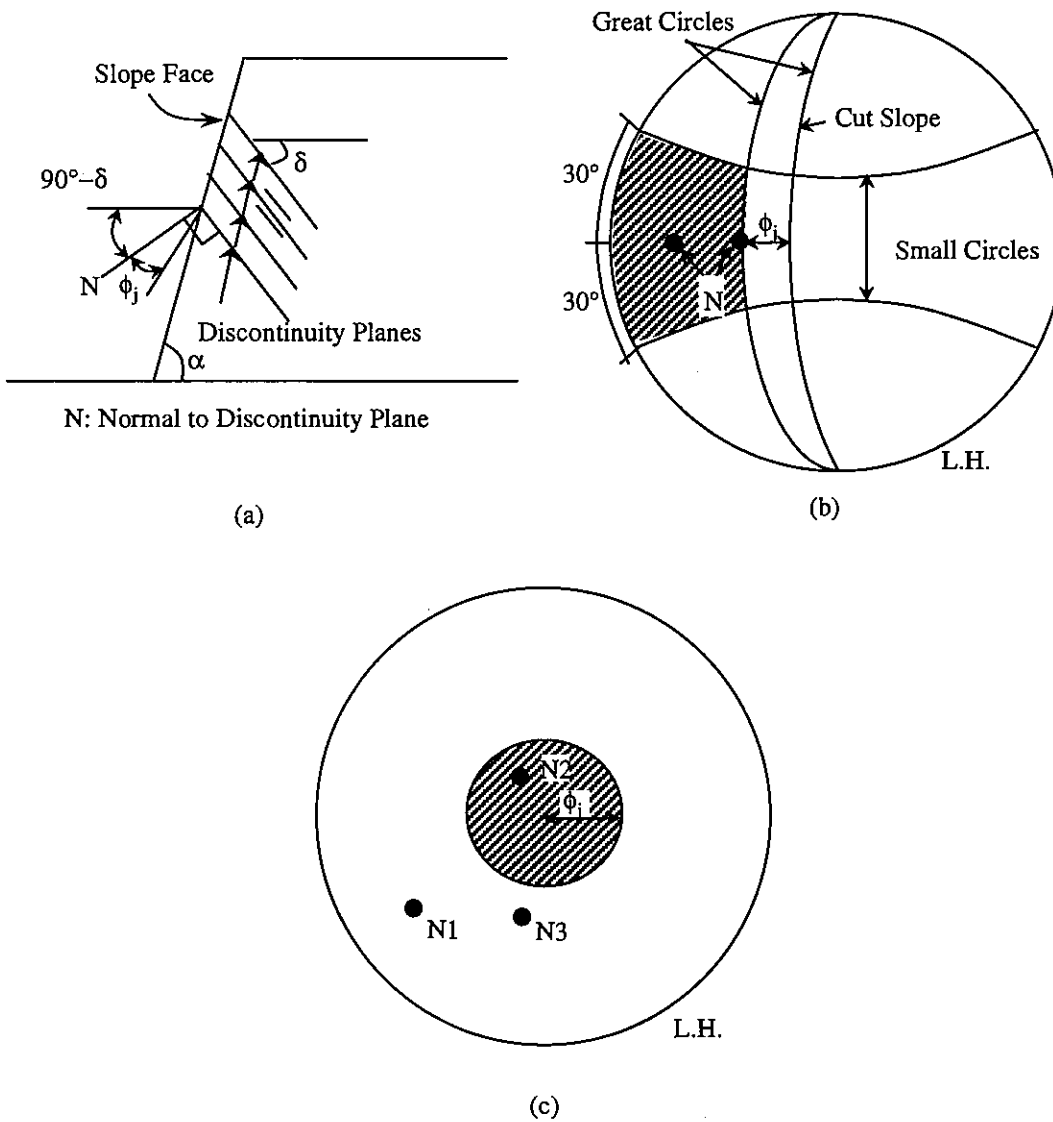 Slope Face
δ
90°–δ
N
ϕj
Discontinuity Planes
α
N: Normal to Discontinuity Plane
(a)
Great Circles
Cut Slope
30°
ϕj
Small Circles
N
30°
L.H.
(b)
N2
ϕj
N1
N3
L.H.
(c)